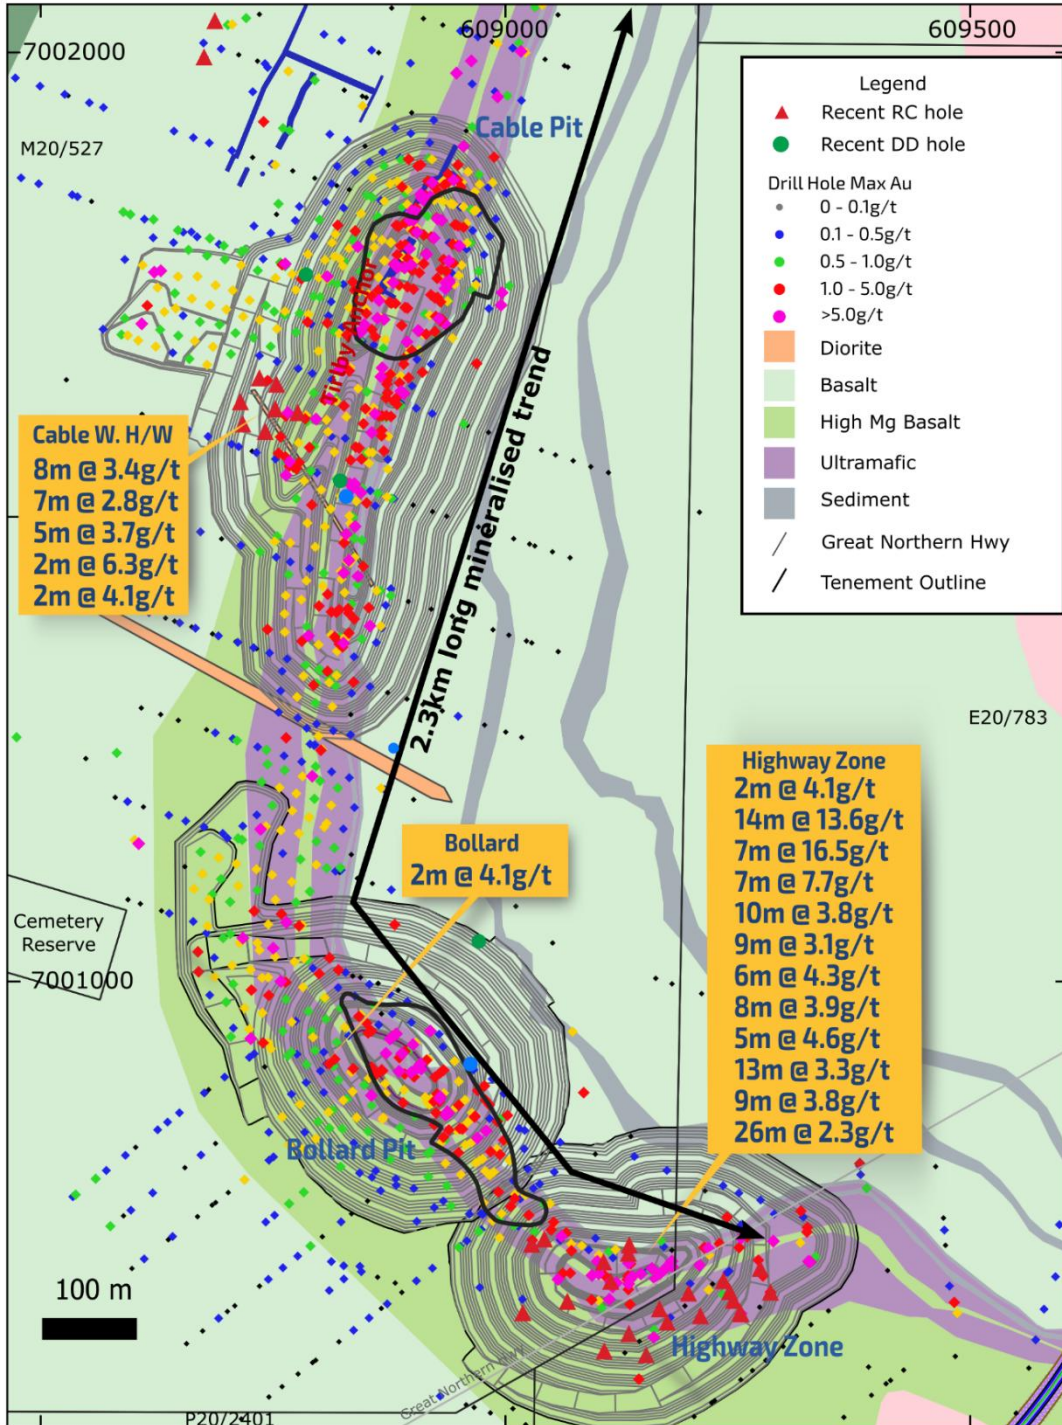 609000
609500
7002000
Cable Pit
M20/527
Legend
Recent RC hole
Recent DD hole
Drill Hole Max Au
0 - 0.1g/t
0.1 - 0.5g/t
0.5 - 1.0g/t
1.0 - 5.0g/t
>5.0g/t
Diorite
Basalt
High Mg Basalt
Ultramafic
Sediment
Great Northern Hwy
Tenement Outline
Tirfby Anchor
2.3km long mineralised trend
Cable W. H/W
8m @ 3.4g/t
7m @ 2.8g/t
5m @ 3.7g/t
2m @ 6.3g/t
2m @ 4.1g/t
E20/783
Highway Zone
2m @ 4.1g/t
14m @ 13.6g/t
7m @ 16.5g/t
7m @ 7.7g/t
10m @ 3.8g/t
9m @ 3.1g/t
6m @ 4.3g/t
8m @ 3.9g/t
5m @ 4.6g/t
13m @ 3.3g/t
9m @ 3.8g/t
26m @ 2.3g/t
Bollard
2m @ 4.1g/t
Cemetery
Reserve
7001000
Bollard Pit
100 m
Highway Zone
Great Northern Hwy
P20/2401